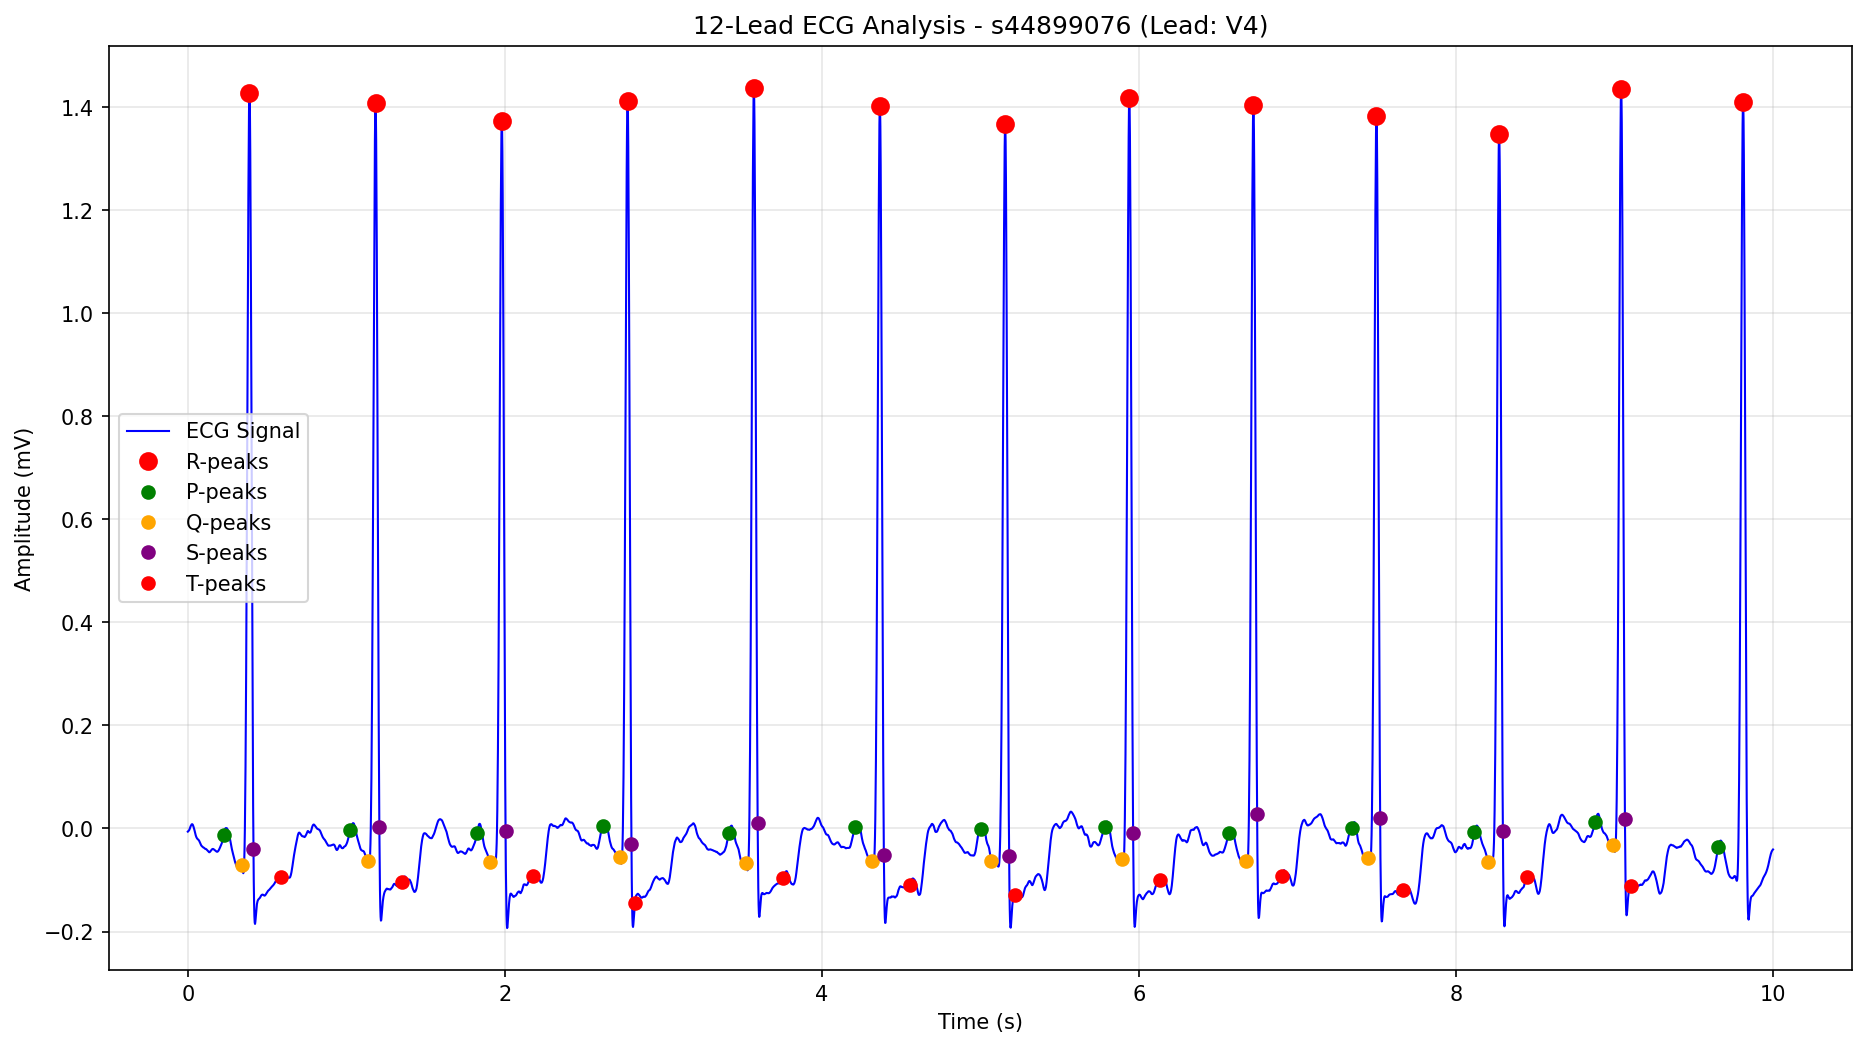 12-Lead ECG Analysis - s44899076 (Lead: V4)
Amplitude (mV)
1.4
1.2
1.0
0.8
0.6
0.4
0.2
0.0
−0.2
ECG Signal
R-peaks
P-peaks
Q-peaks
S-peaks
T-peaks
0 2 4 6 8 10
Time (s)